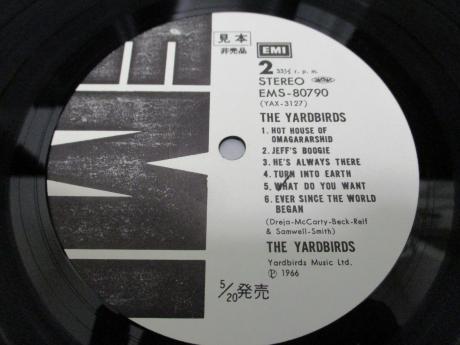 EMI
見本
非売品
EMI
2 33⅓ r. p. m.
STEREO
EMS-80790
(YAX-3127)
THE YARDBIRDS
1. HOT HOUSE OF
OMAGARARSHID
2. JEFF'S BOOGIE
3. HE'S ALWAYS THERE
4. TURN INTO EARTH
5. WHAT DO YOU WANT
6. EVER SINCE THE WORLD
BEGAN
(Dreja-McCarty-Beck-Relf
& Samwell-Smith)
THE YARDBIRDS
Yardbirds Music Ltd.
℗ 1966
5/20発売